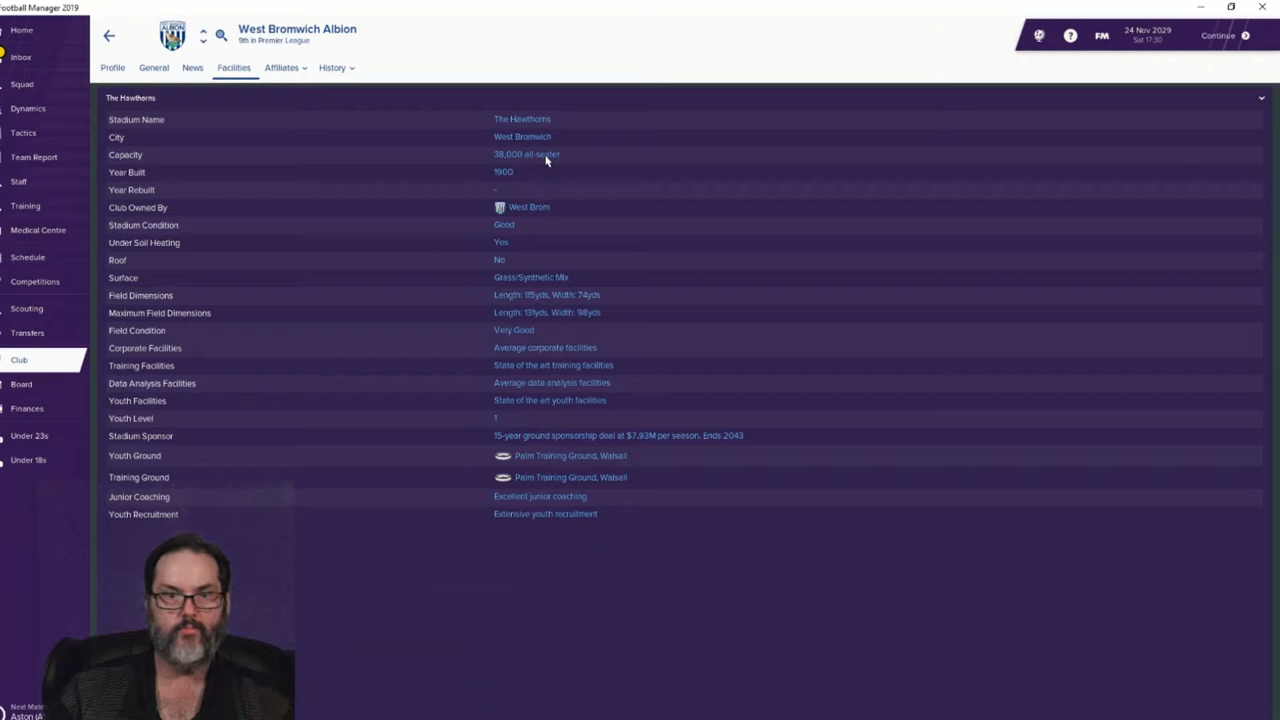 Football Manager 2019
Home
Inbox
Squad
Dynamics
Tactics
Team Report
Staff
Training
Medical Centre
Schedule
Competitions
Scouting
Transfers
Club
Board
Finances
Under 23s
Under 18s
Next Mate
Aston (A
ALBION
West Bromwich Albion
9th in Premier League
FM
24 Nov 2029
Sat 17:30
Continue
Profile General News Facilities Affiliates History
The Hawthorns
Stadium Name The Hawthorns
City West Bromwich
Capacity 38,000 all-seater
Year Built 1900
Year Rebuilt -
Club Owned By West Brom
Stadium Condition Good
Under Soil Heating Yes
Roof No
Surface Grass/Synthetic Mix
Field Dimensions Length: 115yds, Width: 74yds
Maximum Field Dimensions Length: 131yds, Width: 98yds
Field Condition Very Good
Corporate Facilities Average corporate facilities
Training Facilities State of the art training facilities
Data Analysis Facilities Average data analysis facilities
Youth Facilities State of the art youth facilities
Youth Level 1
Stadium Sponsor 15-year ground sponsorship deal at $7.93M per season. Ends 2043
Youth Ground Palm Training Ground, Walsall
Training Ground Palm Training Ground, Walsall
Junior Coaching Excellent junior coaching
Youth Recruitment Extensive youth recruitment